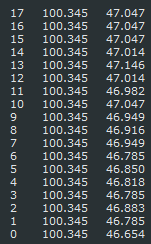 17 100.345 47.047
16 100.345 47.047
15 100.345 47.047
14 100.345 47.014
13 100.345 47.146
12 100.345 47.014
11 100.345 46.982
10 100.345 47.047
9 100.345 46.949
8 100.345 46.916
7 100.345 46.949
6 100.345 46.785
5 100.345 46.850
4 100.345 46.818
3 100.345 46.785
2 100.345 46.883
1 100.345 46.785
0 100.345 46.654